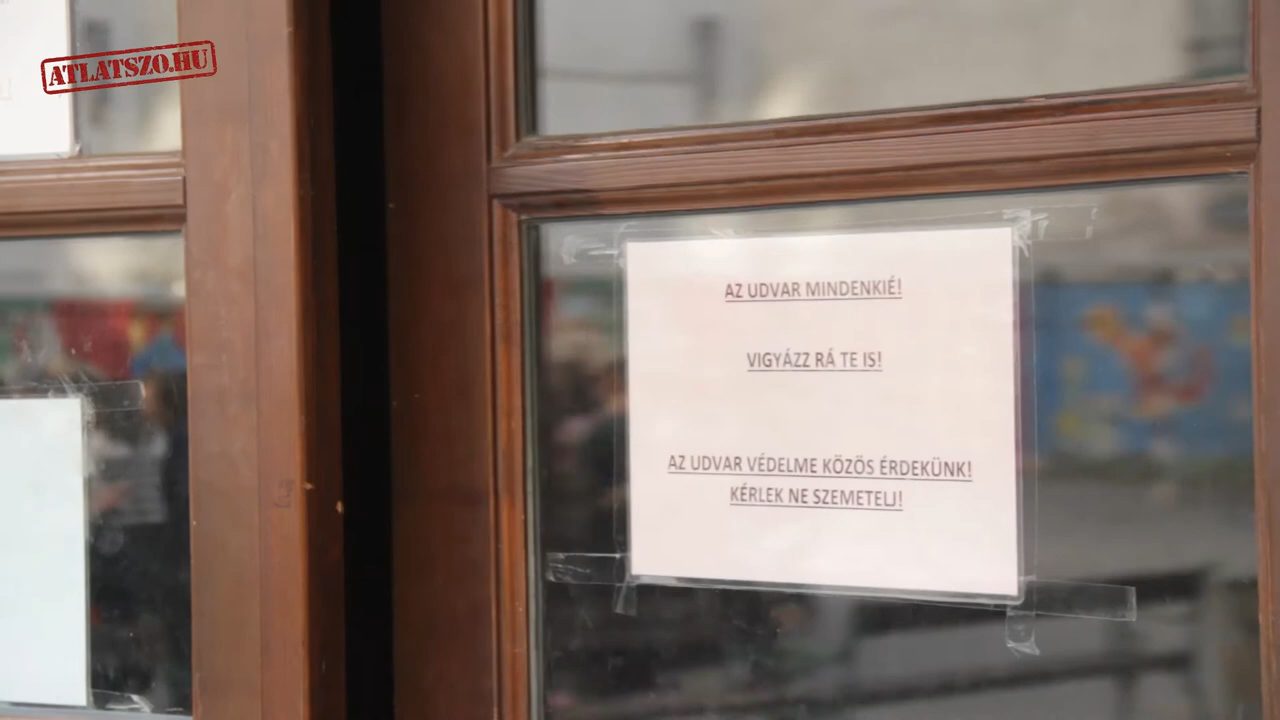 ATLATSZO.HU
AZ UDVAR MINDENKIÉ!
VIGYÁZZ RÁ TE IS!
AZ UDVAR VÉDELME KÖZÖS ÉRDEKÜNK!
KÉRLEK NE SZEMETELJ!